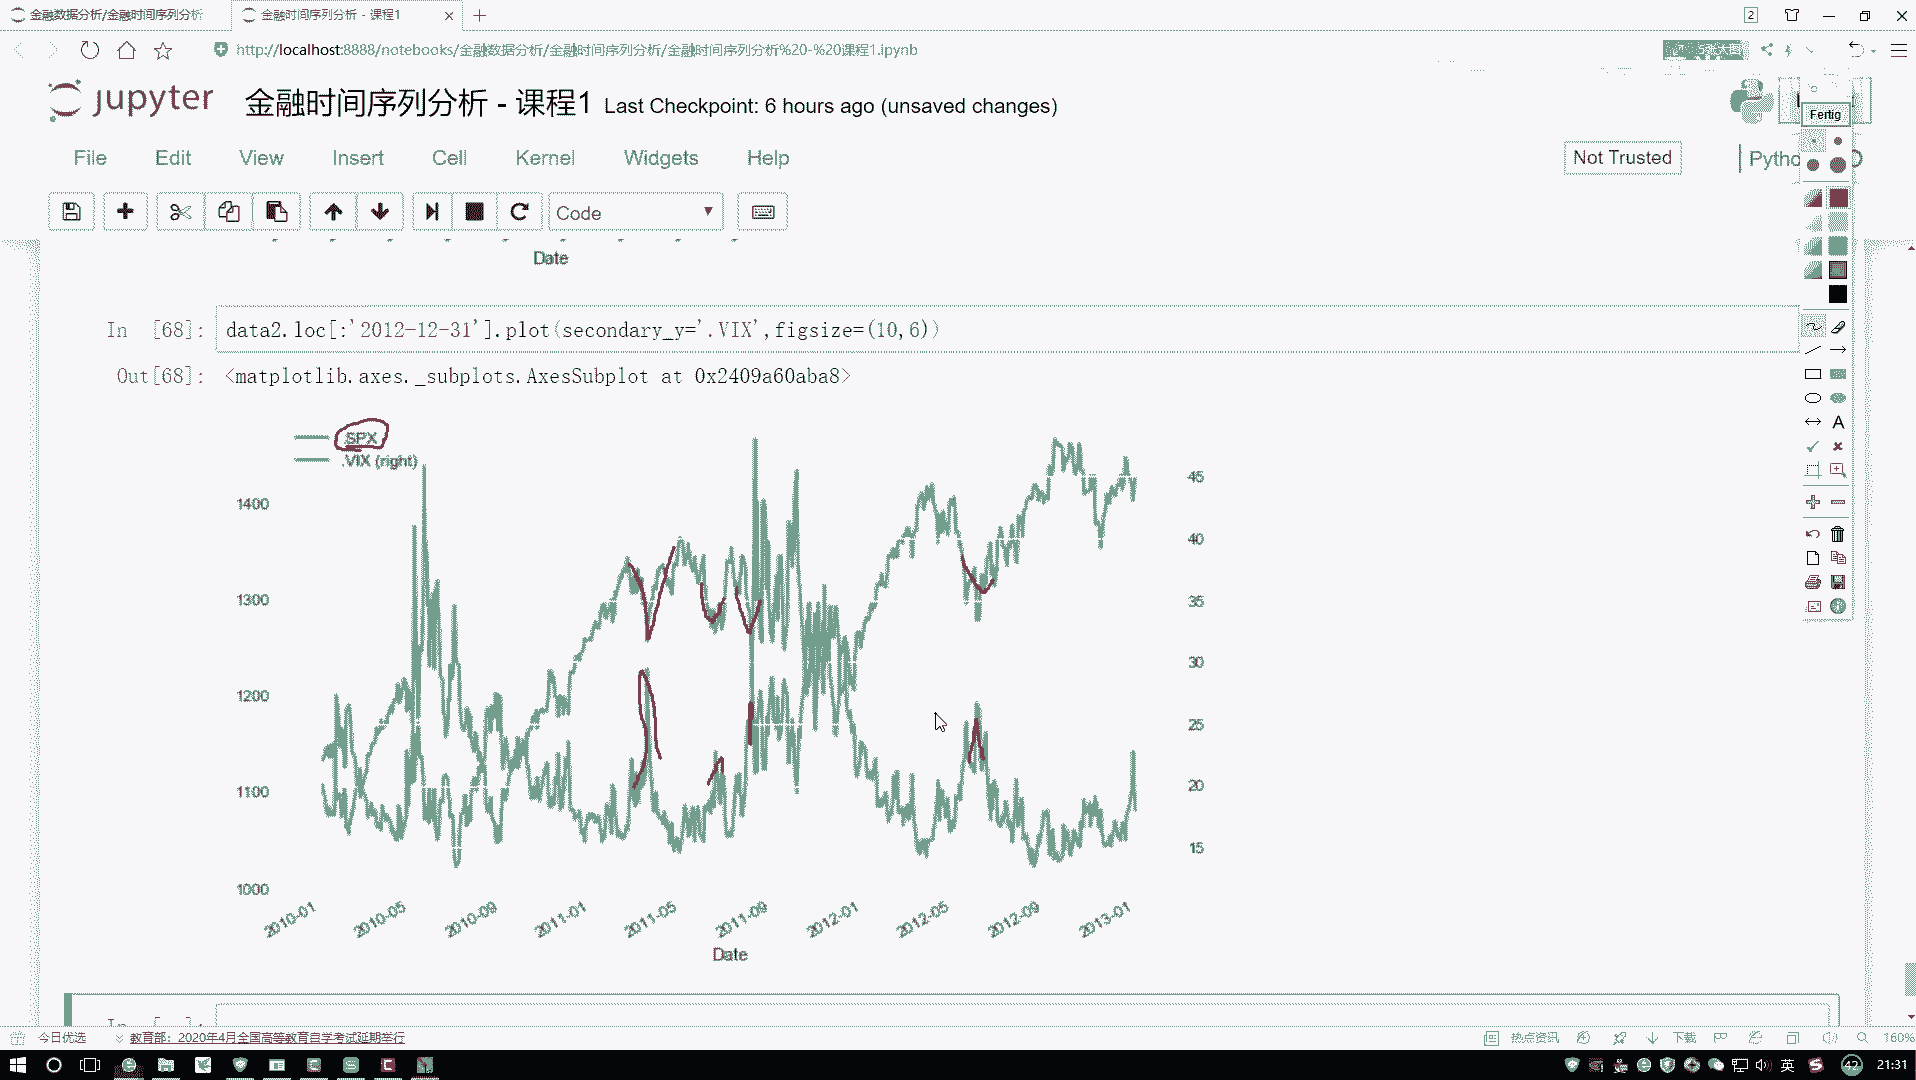 金融数据分析/金融时间序列分析
金融时间序列分析 - 课程1
2
http://localhost:8888/notebooks/金融数据分析/金融时间序列分析/金融时间序列分析%20-%20课程1.ipynb
jupyter 金融时间序列分析 - 课程1 Last Checkpoint: 6 hours ago (unsaved changes)
Fertig
File Edit View Insert Cell Kernel Widgets Help
Not Trusted
Code
Date
In [68]: data2.loc[:'2012-12-31'].plot(secondary_y='.VIX',figsize=(10,6))
Out[68]: <matplotlib.axes._subplots.AxesSubplot at 0x2409a60aba8>
.SPX
.VIX (right)
1400
1300
1200
1100
1000
45
40
35
30
25
20
15
2010-01 2010-05 2010-09 2011-01 2011-05 2011-09 2012-01 2012-05 2012-09 2013-01
Date
今日优选
教育部：2020年4月全国高等教育自学考试延期举行
热点资讯
下载
160%
英
42
21:31